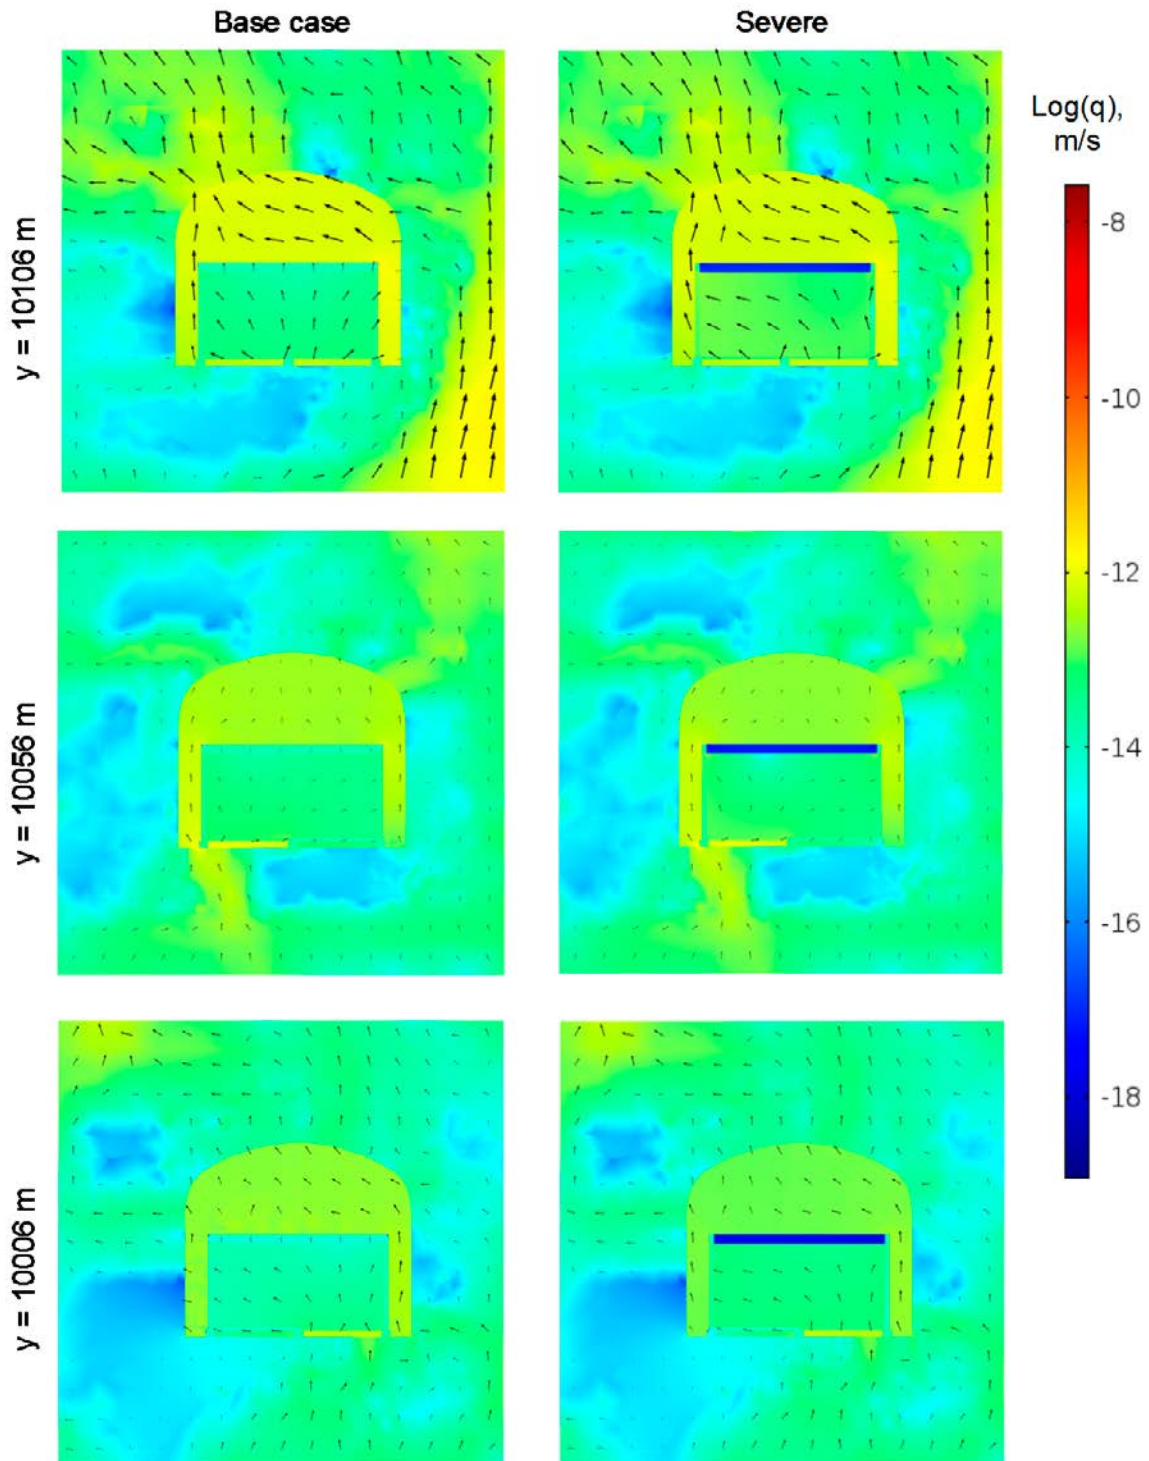 Base case
Severe
Log(q),
m/s
-8
-10
-12
-14
-16
-18
y = 10106 m
y = 10056 m
y = 10006 m